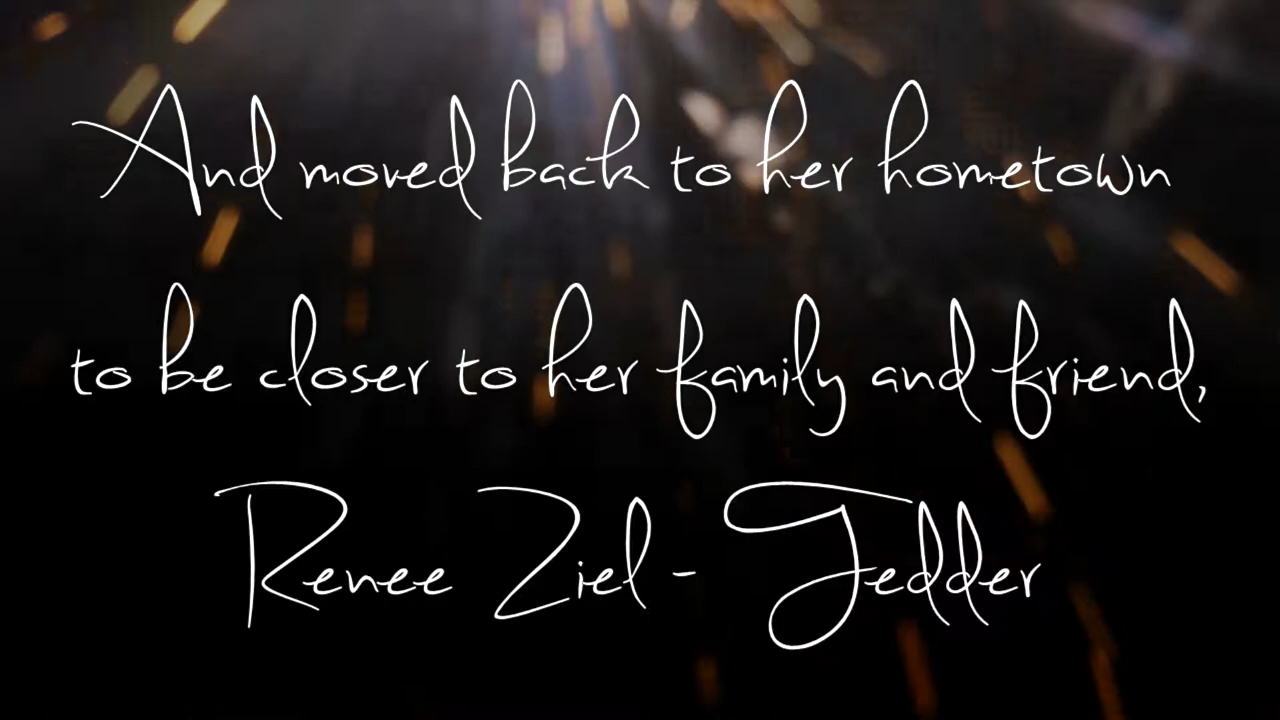 And moved back to her hometown
to be closer to her family and friend,
Renee Ziel - Fedder